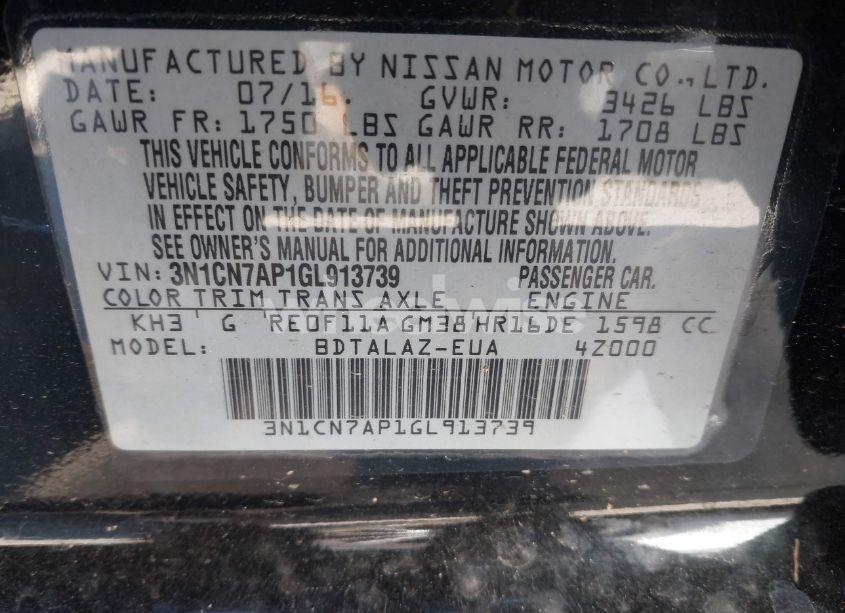 MANUFACTURED BY NISSAN MOTOR CO., LTD.
DATE: 07/16. GVWR: 3426 LBS
GAWR FR: 1750 LBS GAWR RR: 1708 LBS
THIS VEHICLE CONFORMS TO ALL APPLICABLE FEDERAL MOTOR
VEHICLE SAFETY, BUMPER AND THEFT PREVENTION STANDARDS
IN EFFECT ON THE DATE OF MANUFACTURE SHOWN ABOVE.
SEE OWNER'S MANUAL FOR ADDITIONAL INFORMATION.
VIN: 3N1CN7AP1GL913739 PASSENGER CAR.
COLOR TRIM TRANS AXLE ENGINE
KH3 G RE0F11A GM38 HR16DE 1598 CC
MODEL: BDTALAZ-EUA 4Z000
3N1CN7AP1GL913739